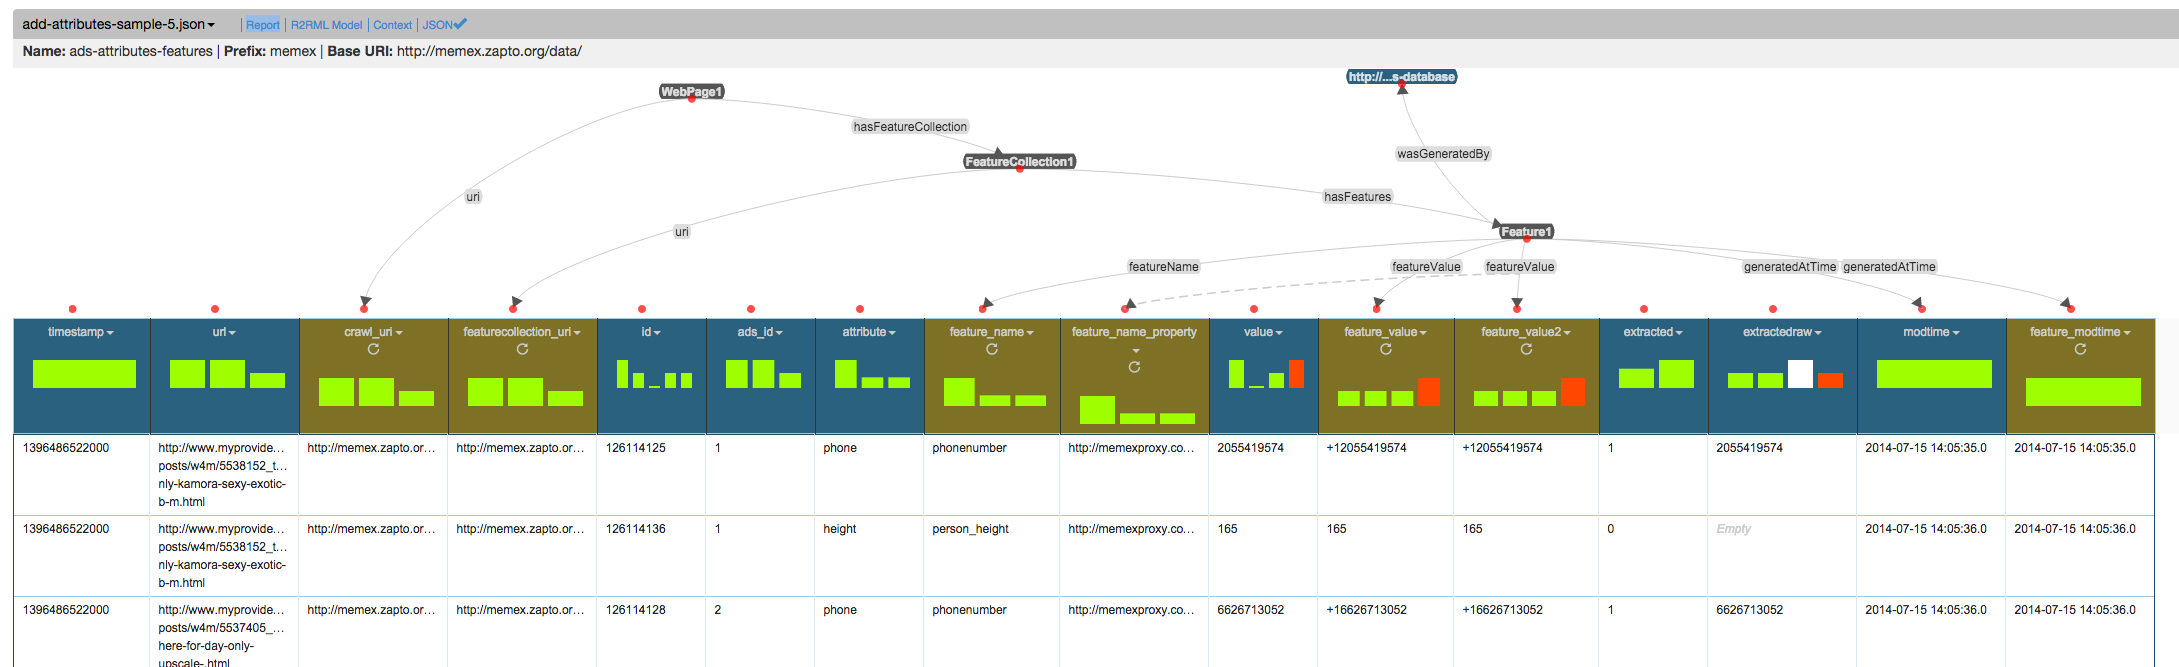 add-attributes-sample-5.json Report R2RML Model Context JSON
Name: ads-attributes-features | Prefix: memex | Base URI: http://memex.zapto.org/data/
http://...s-database
WebPage1
hasFeatureCollection
wasGeneratedBy
FeatureCollection1
uri
hasFeatures
uri
Feature1
featureName
featureValue
featureValue
generatedAtTime
generatedAtTime
timestamp url crawl_uri featurecollection_uri id ads_id attribute feature_name feature_name_property value feature_value feature_value2 extracted extractedraw modtime feature_modtime
1396486522000 http://www.myprovide... http://memex.zapto.or... http://memex.zapto.or... 126114125 1 phone phonenumber http://memexproxy.co... 2055419574 +12055419574 +12055419574 1 2055419574 2014-07-15 14:05:35.0 2014-07-15 14:05:35.0
posts/w4m/5538152_t...
nly-kamora-sexy-exotic-
b-m.html
1396486522000 http://www.myprovide... http://memex.zapto.or... http://memex.zapto.or... 126114136 1 height person_height http://memexproxy.co... 165 165 165 0 Empty 2014-07-15 14:05:36.0 2014-07-15 14:05:36.0
posts/w4m/5538152_t...
nly-kamora-sexy-exotic-
b-m.html
1396486522000 http://www.myprovide... http://memex.zapto.or... http://memex.zapto.or... 126114128 2 phone phonenumber http://memexproxy.co... 6626713052 +16626713052 +16626713052 1 6626713052 2014-07-15 14:05:36.0 2014-07-15 14:05:36.0
posts/w4m/5537405_...
here-for-day-only-
upscale-.html